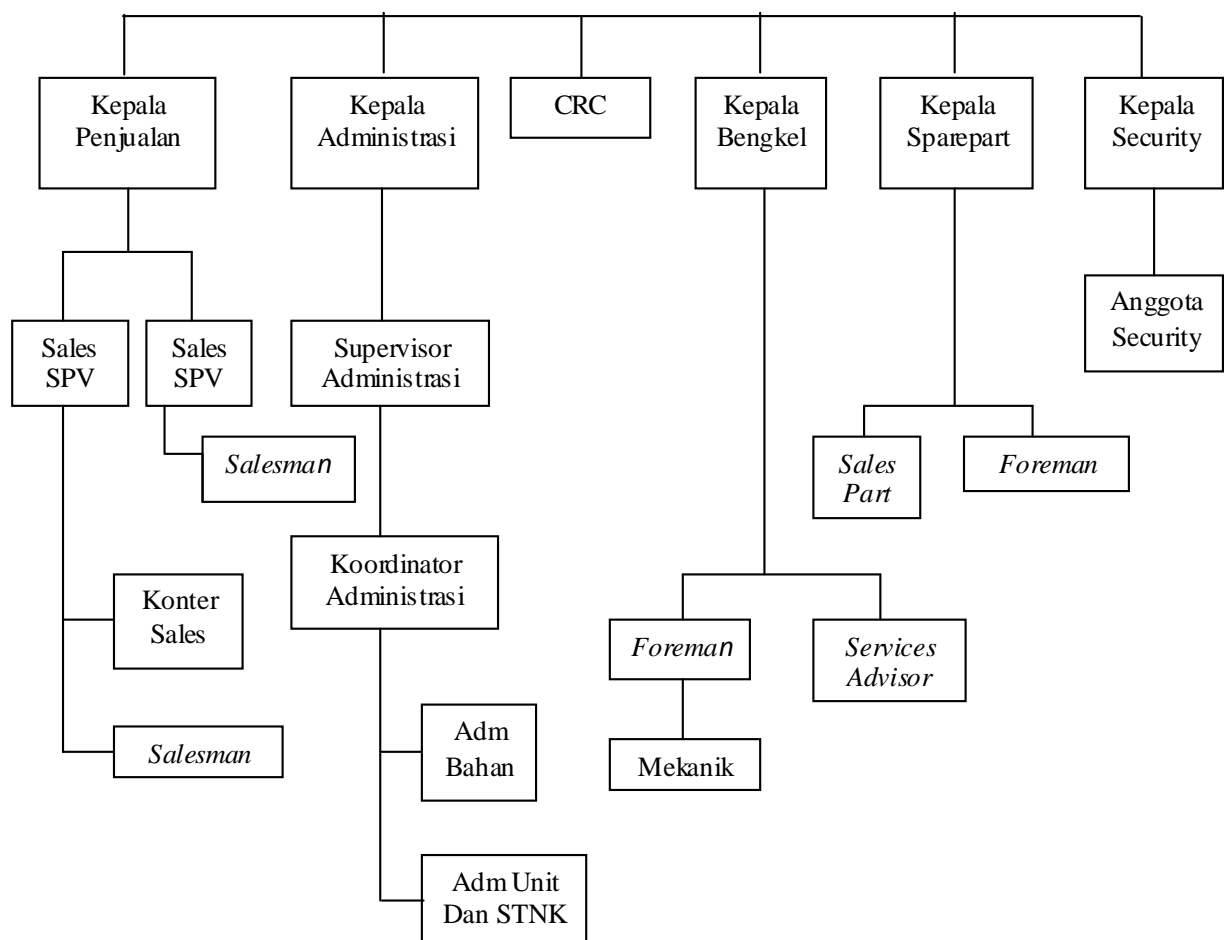 Kepala
Penjualan
Kepala
Administrasi
CRC
Kepala
Bengkel
Kepala
Sparepart
Kepala
Security
Sales
SPV
Sales
SPV
Supervisor
Administrasi
Anggota
Security
Salesman
Sales
Part
Foreman
Koordinator
Administrasi
Konter
Sales
Foreman
Services
Advisor
Salesman
Adm
Bahan
Mekanik
Adm Unit
Dan STNK